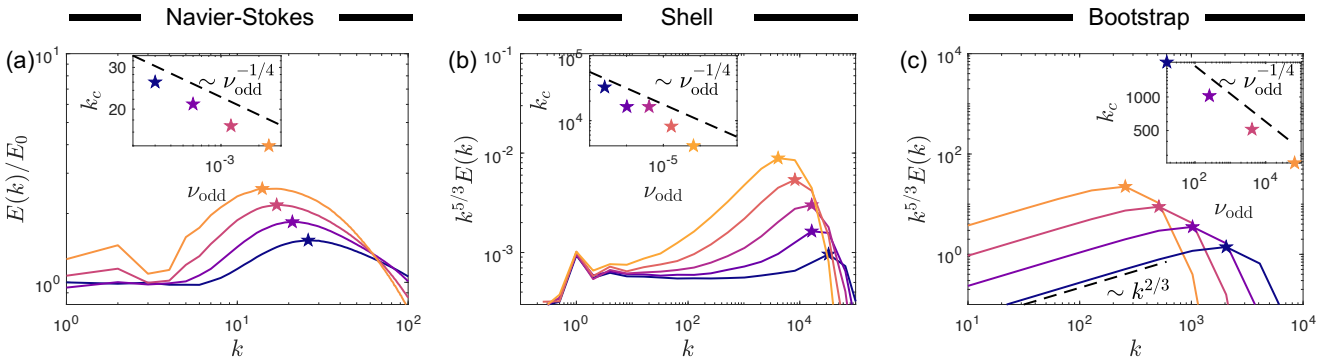 Navier-Stokes
Shell
Bootstrap
(a)
10^1
10^0
E(k)/E_0
30
20
k_c
~ ν_odd^{-1/4}
10^{-3}
ν_odd
10^0
10^1
10^2
k
(b)
10^{-1}
10^{-2}
10^{-3}
k^{5/3}E(k)
10^5
10^4
k_c
~ ν_odd^{-1/4}
10^{-5}
ν_odd
10^0
10^2
10^4
k
(c)
10^4
10^2
10^0
k^{5/3}E(k)
1000
500
k_c
~ ν_odd^{-1/4}
10^2
10^4
ν_odd
~ k^{2/3}
10^1
10^2
10^3
10^4
k